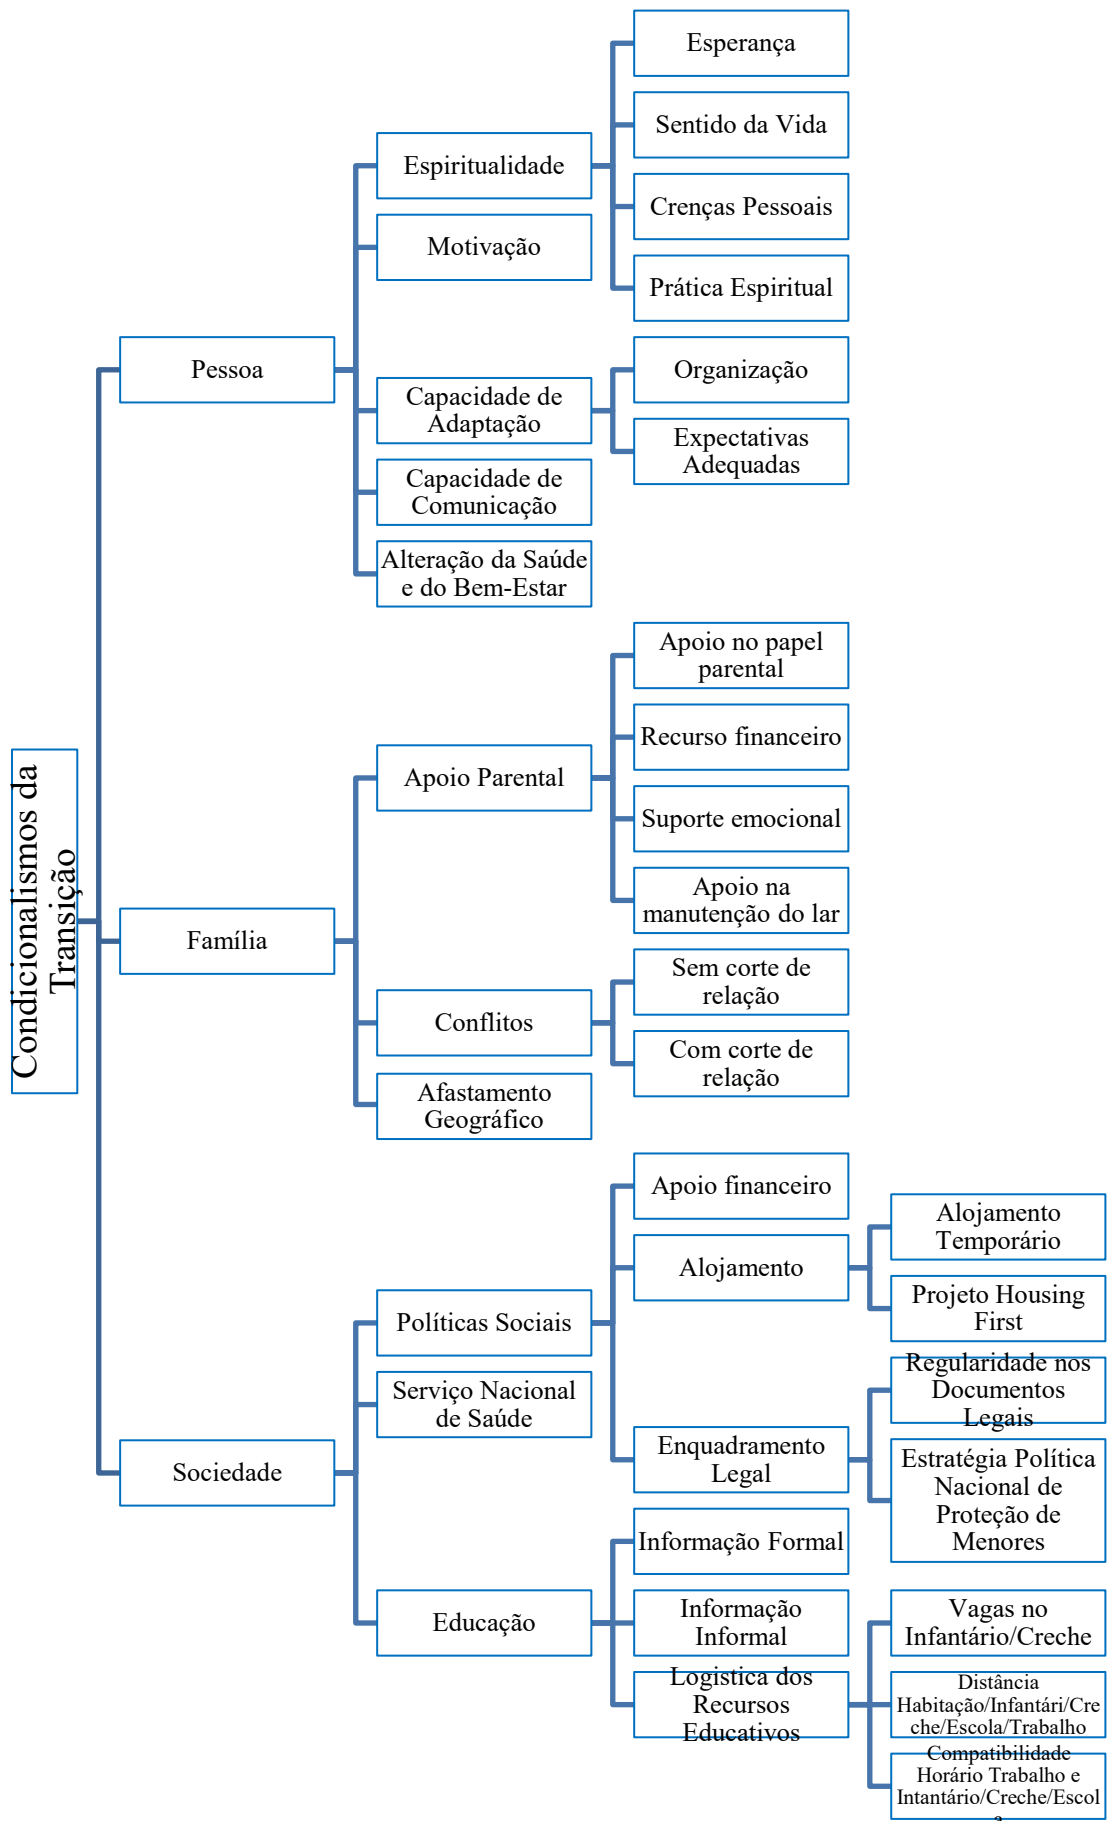 Condicionalismos da
Transição
Pessoa
Espiritualidade
Esperança
Sentido da Vida
Crenças Pessoais
Prática Espiritual
Motivação
Capacidade de
Adaptação
Organização
Expectativas
Adequadas
Capacidade de
Comunicação
Alteração da Saúde
e do Bem-Estar
Família
Apoio Parental
Apoio no papel
parental
Recurso financeiro
Suporte emocional
Apoio na
manutenção do lar
Conflitos
Sem corte de
relação
Com corte de
relação
Afastamento
Geográfico
Sociedade
Políticas Sociais
Apoio financeiro
Alojamento
Alojamento
Temporário
Projeto Housing
First
Enquadramento
Legal
Regularidade nos
Documentos
Legais
Estratégia Política
Nacional de
Proteção de
Menores
Serviço Nacional
de Saúde
Educação
Informação Formal
Informação
Informal
Logistica dos
Recursos
Educativos
Vagas no
Infantário/Creche
Distância
Habitação/Infantári/Cre
che/Escola/Trabalho
Compatibilidade
Horário Trabalho e
Intantário/Creche/Escol
a